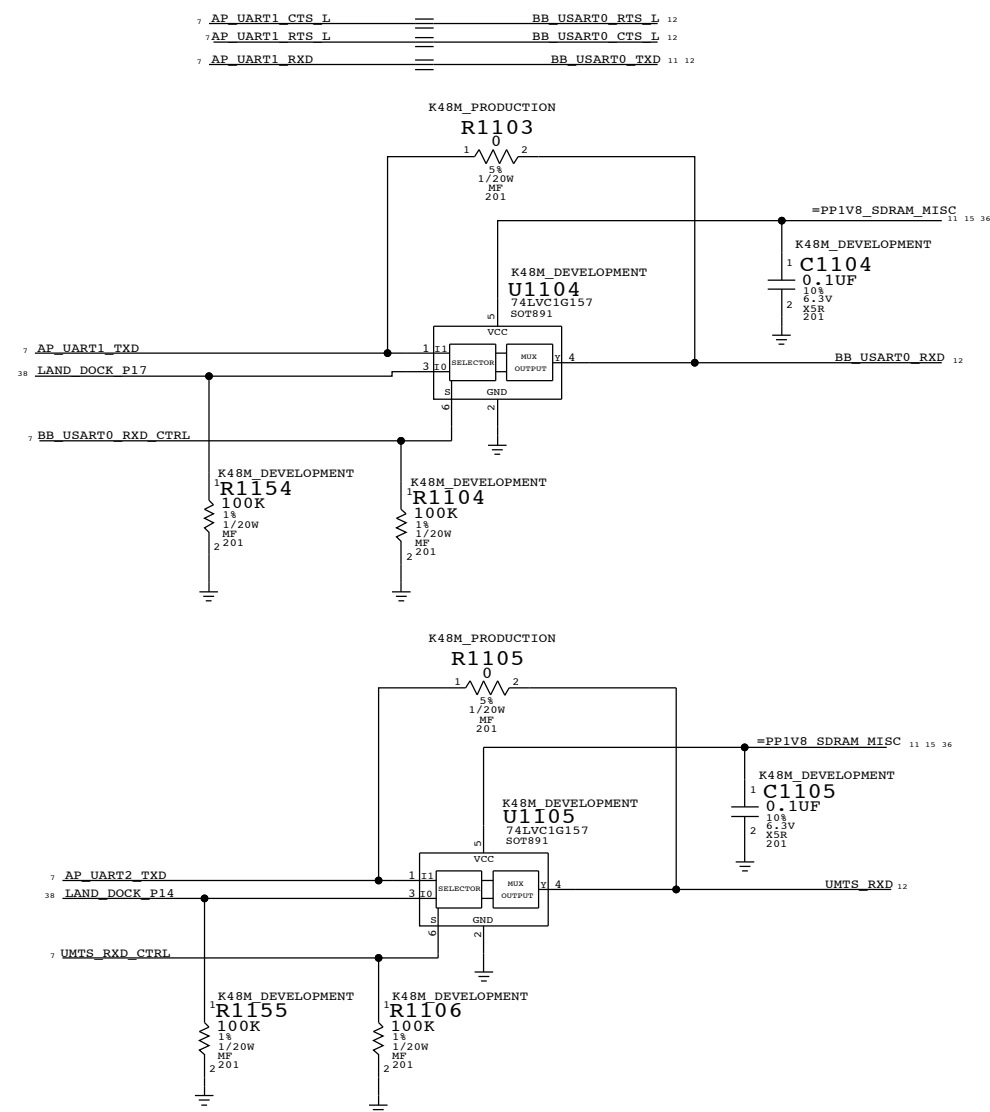 7 AP_UART1_CTS_L BB_USART0_RTS_L 12
7 AP_UART1_RTS_L BB_USART0_CTS_L 12
7 AP_UART1_RXD BB_USART0_TXD 11 12
K48M_PRODUCTION
R1103
0
1 2
5%
1/20W
MF
201
=PP1V8_SDRAM_MISC 11 15 36
K48M_DEVELOPMENT
1 C1104
0.1UF
10%
2 6.3V
X5R
201
K48M_DEVELOPMENT
U1104
74LVC1G157
SOT891
5
VCC
7 AP_UART1_TXD 1 I1
SELECTOR MUX OUTPUT Y 4 BB_USART0_RXD 12
38 LAND_DOCK_P17 3 I0
S GND
6 2
7 BB_USART0_RXD_CTRL
K48M_DEVELOPMENT
1 R1154
100K
1%
1/20W
MF
2 201
K48M_DEVELOPMENT
1 R1104
100K
1%
1/20W
MF
2 201
K48M_PRODUCTION
R1105
0
1 2
5%
1/20W
MF
201
=PP1V8_SDRAM_MISC 11 15 36
K48M_DEVELOPMENT
1 C1105
0.1UF
10%
2 6.3V
X5R
201
K48M_DEVELOPMENT
U1105
74LVC1G157
SOT891
5
VCC
7 AP_UART2_TXD 1 I1
SELECTOR MUX OUTPUT Y 4 UMTS_RXD 12
38 LAND_DOCK_P14 3 I0
S GND
6 2
7 UMTS_RXD_CTRL
K48M_DEVELOPMENT
1 R1155
100K
1%
1/20W
MF
2 201
K48M_DEVELOPMENT
1 R1106
100K
1%
1/20W
MF
2 201